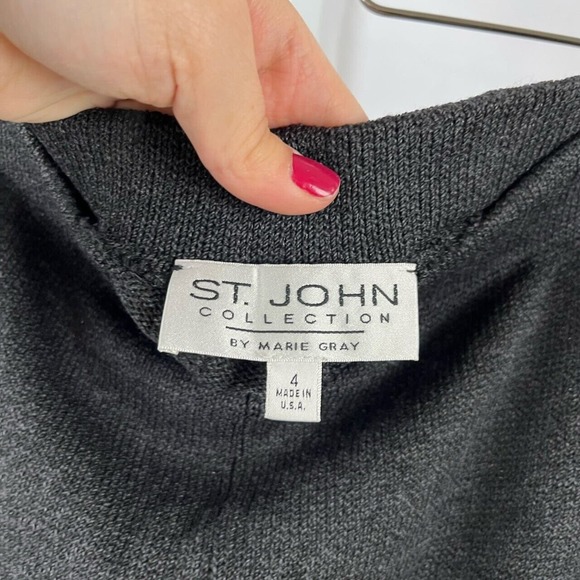 ST. JOHN
COLLECTION
BY MARIE GRAY
4
MADE IN
U.S.A.